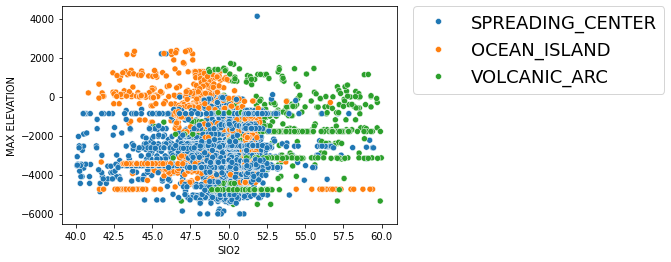 4000
2000
0
−2000
−4000
−6000
MAX ELEVATION
40.0 42.5 45.0 47.5 50.0 52.5 55.0 57.5 60.0
SIO2
SPREADING_CENTER
OCEAN_ISLAND
VOLCANIC_ARC